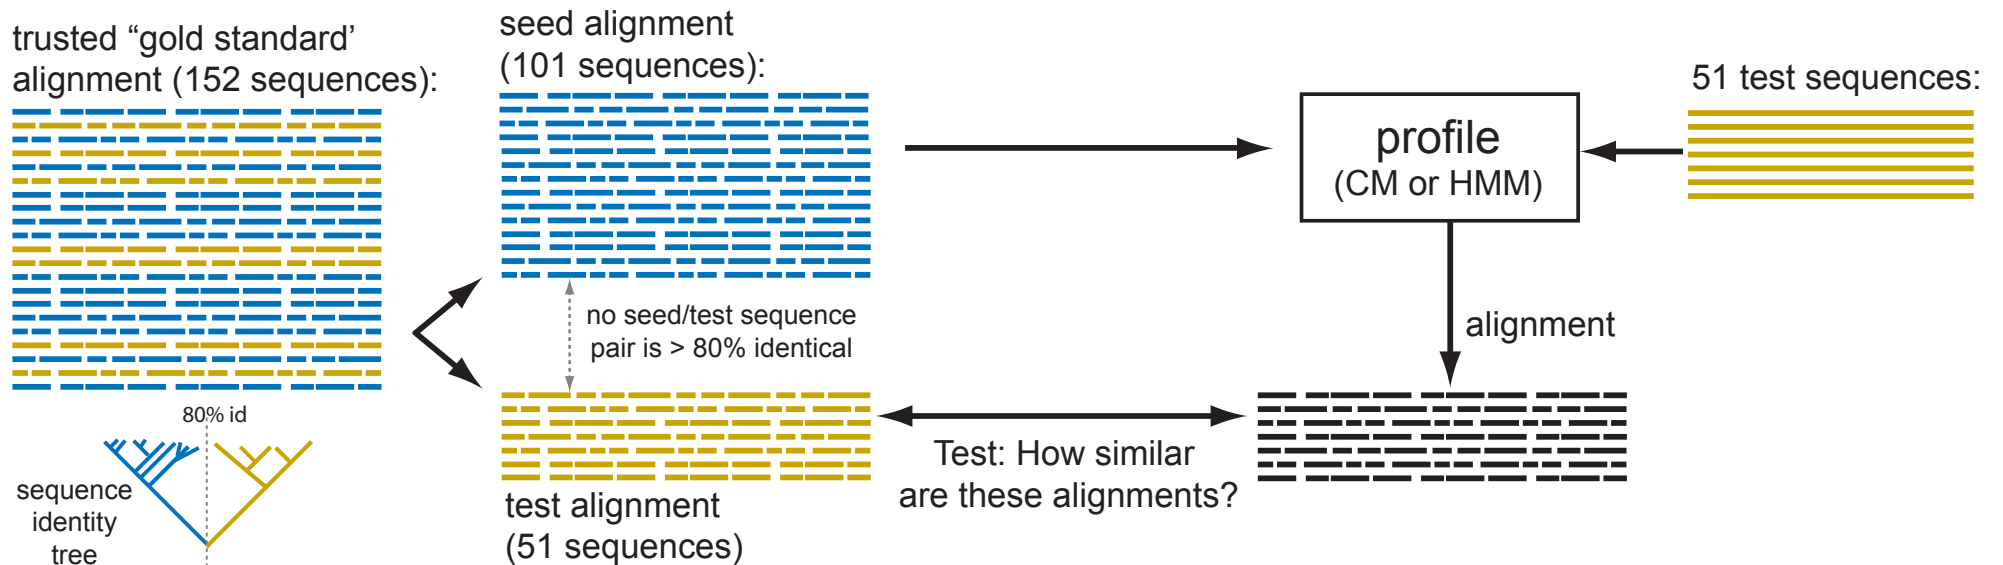 trusted “gold standard’
alignment (152 sequences):
80% id
sequence
identity
tree
seed alignment
(101 sequences):
no seed/test sequence
pair is > 80% identical
test alignment
(51 sequences)
Test: How similar
are these alignments?
profile
(CM or HMM)
51 test sequences:
alignment